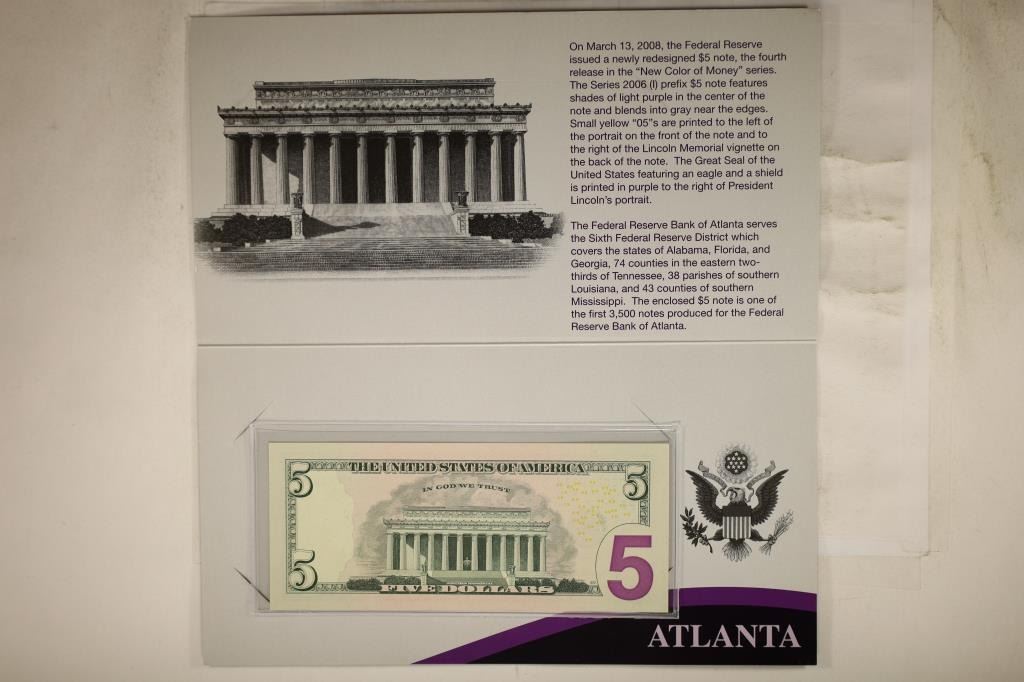 On March 13, 2008, the Federal Reserve
issued a newly redesigned $5 note, the fourth
release in the “New Color of Money” series.
The Series 2006 (I) prefix $5 note features
shades of light purple in the center of the
note and blends into gray near the edges.
Small yellow “05”s are printed to the left of
the portrait on the front of the note and to
the right of the Lincoln Memorial vignette on
the back of the note. The Great Seal of the
United States featuring an eagle and a shield
is printed in purple to the right of President
Lincoln's portrait.
The Federal Reserve Bank of Atlanta serves
the Sixth Federal Reserve District which
covers the states of Alabama, Florida, and
Georgia, 74 counties in the eastern two-
thirds of Tennessee, 38 parishes of southern
Louisiana, and 43 counties of southern
Mississippi. The enclosed $5 note is one of
the first 3,500 notes produced for the Federal
Reserve Bank of Atlanta.
5 THE UNITED STATES OF AMERICA 5
IN GOD WE TRUST
5 FIVE DOLLARS 5
ATLANTA